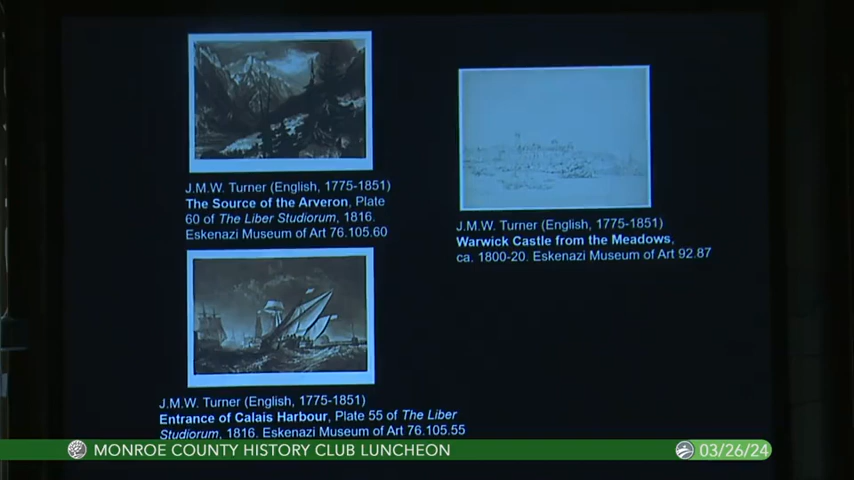 J.M.W. Turner (English, 1775-1851)
The Source of the Arveron, Plate
60 of The Liber Studiorum, 1816.
Eskenazi Museum of Art 76.105.60
J.M.W. Turner (English, 1775-1851)
Warwick Castle from the Meadows,
ca. 1800-20. Eskenazi Museum of Art 92.87
J.M.W. Turner (English, 1775-1851)
Entrance of Calais Harbour, Plate 55 of The Liber
Studiorum, 1816. Eskenazi Museum of Art 76.105.55
MONROE COUNTY HISTORY CLUB LUNCHEON
03/26/24